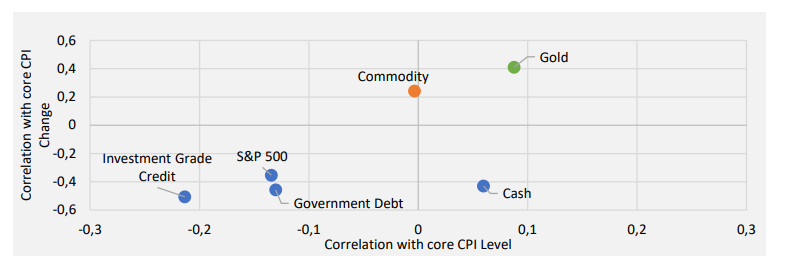 Correlation with core CPI
Change
0,6
0,4
0,2
0
-0,2
-0,4
-0,6
Gold
Commodity
Investment Grade
Credit
S&P 500
Government Debt
Cash
-0,3
-0,2
-0,1
0
0,1
0,2
0,3
Correlation with core CPI Level